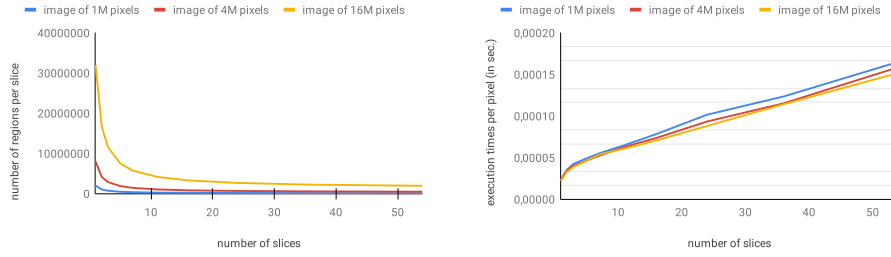 image of 1M pixels image of 4M pixels image of 16M pixels
number of regions per slice
40000000
30000000
20000000
10000000
0
10 20 30 40 50
number of slices
image of 1M pixels image of 4M pixels image of 16M pixels
execution times per pixel (in sec.)
0,00020
0,00015
0,00010
0,00005
0,00000
10 20 30 40 50
number of slices